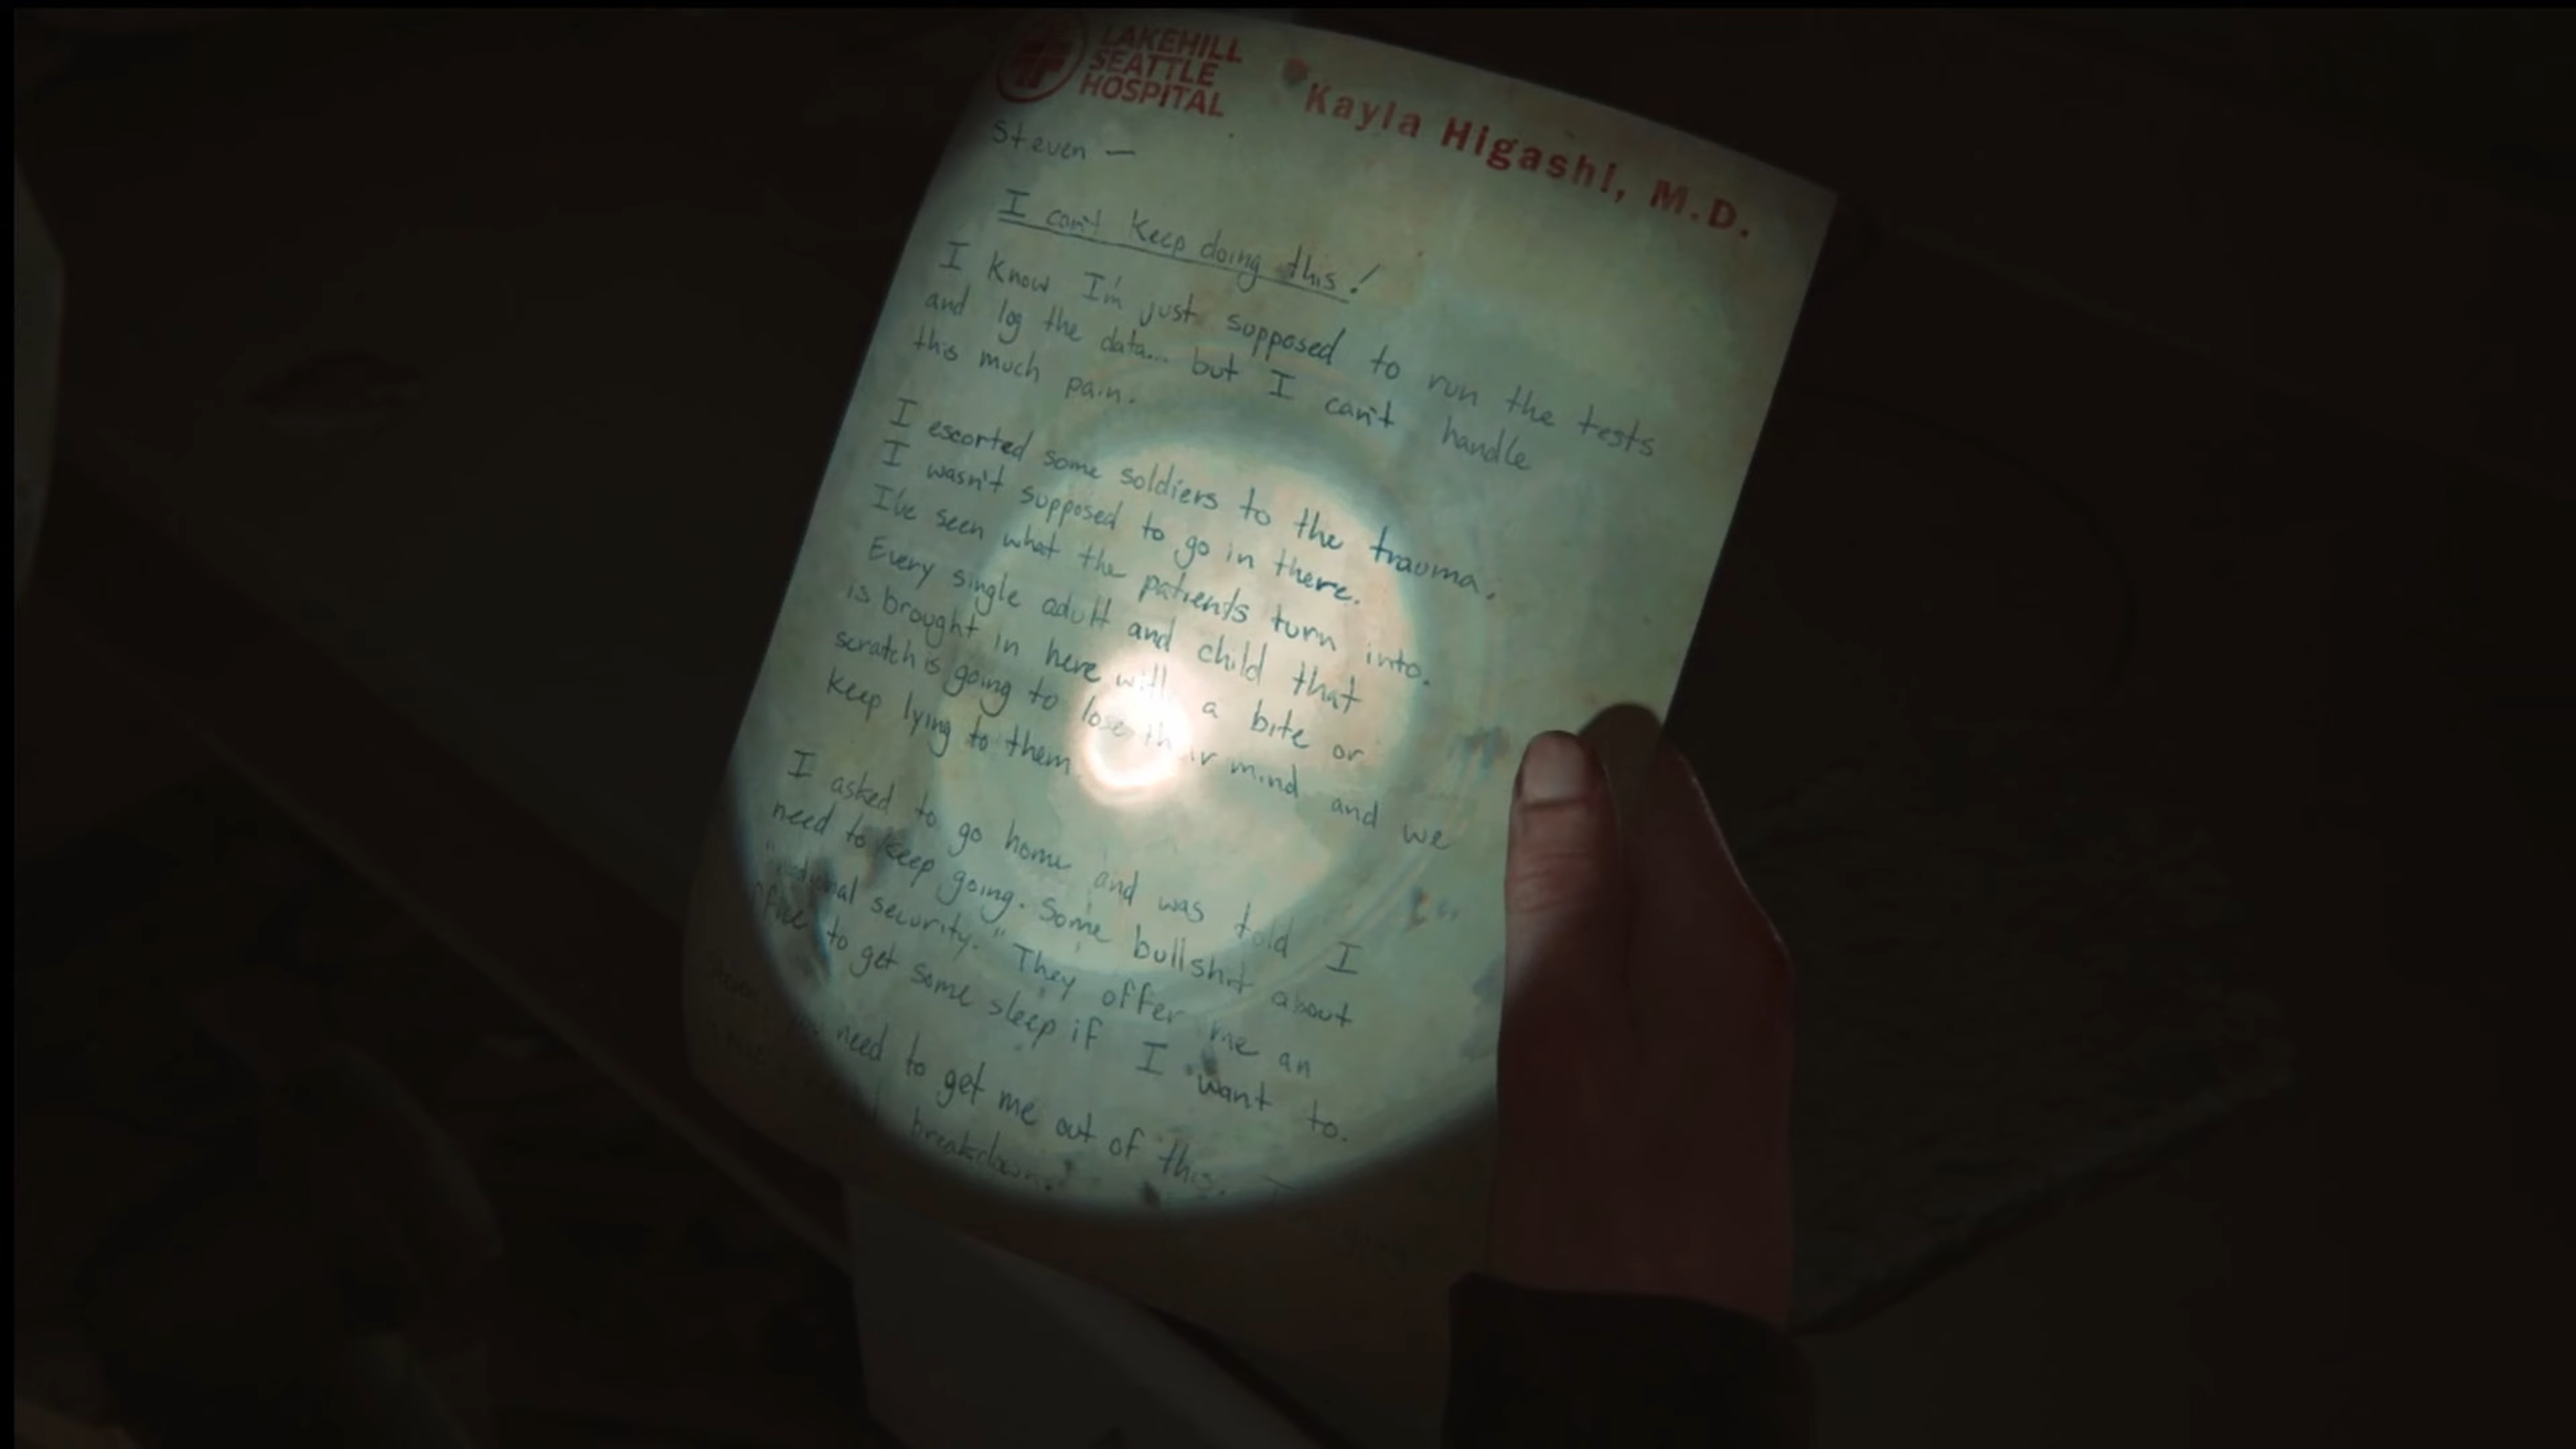 LAKEHILL
SEATTLE
HOSPITAL
Kayla Higashi, M.D.
Steven —
I can't keep doing this!
I know I'm just supposed to run the tests
and log the data... but I can't handle
this much pain.
I escorted some soldiers to the trauma.
I wasn't supposed to go in there.
I've seen what the patients turn into.
Every single adult and child that
is brought in here with a bite or
scratch is going to lose their mind and we
keep lying to them
I asked to go home and was told I
need to keep going. Some bullshit about
"national security." They offer me an
office to get some sleep if I want to.
need to get me out of this.
breakdown.